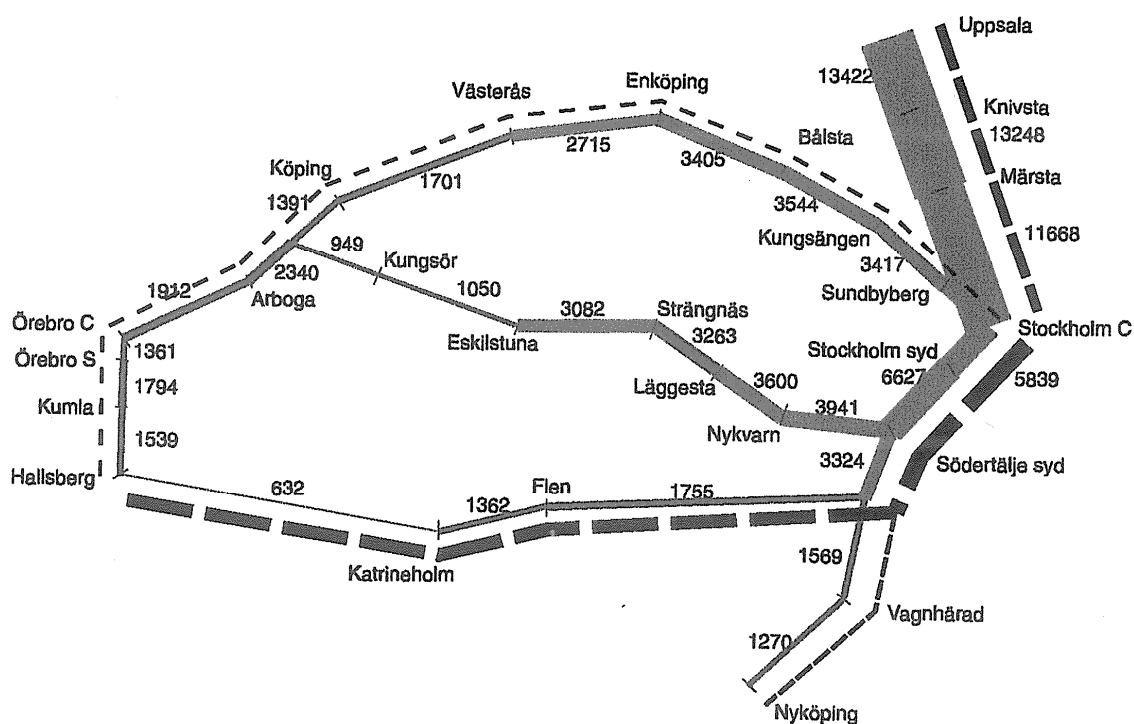 Uppsala
13422
Enköping
Västerås
Knivsta
13248
Bålsta
2715
3405
Köping
1701
Märsta
1391
3544
11668
949
Kungsängen
Kungsör
3417
2340
1912
1050
Sundbyberg
Arboga
3082
Strängnäs
Örebro C
3263
Stockholm C
Eskilstuna
1361
Stockholm syd
Örebro S
6627
5839
Läggesta
1794
3600
Kumla
3941
Nykvarn
1539
3324
Södertälje syd
Hallsberg
632
Flen
1755
1362
1569
Katrineholm
Vagnhärad
1270
Nyköping